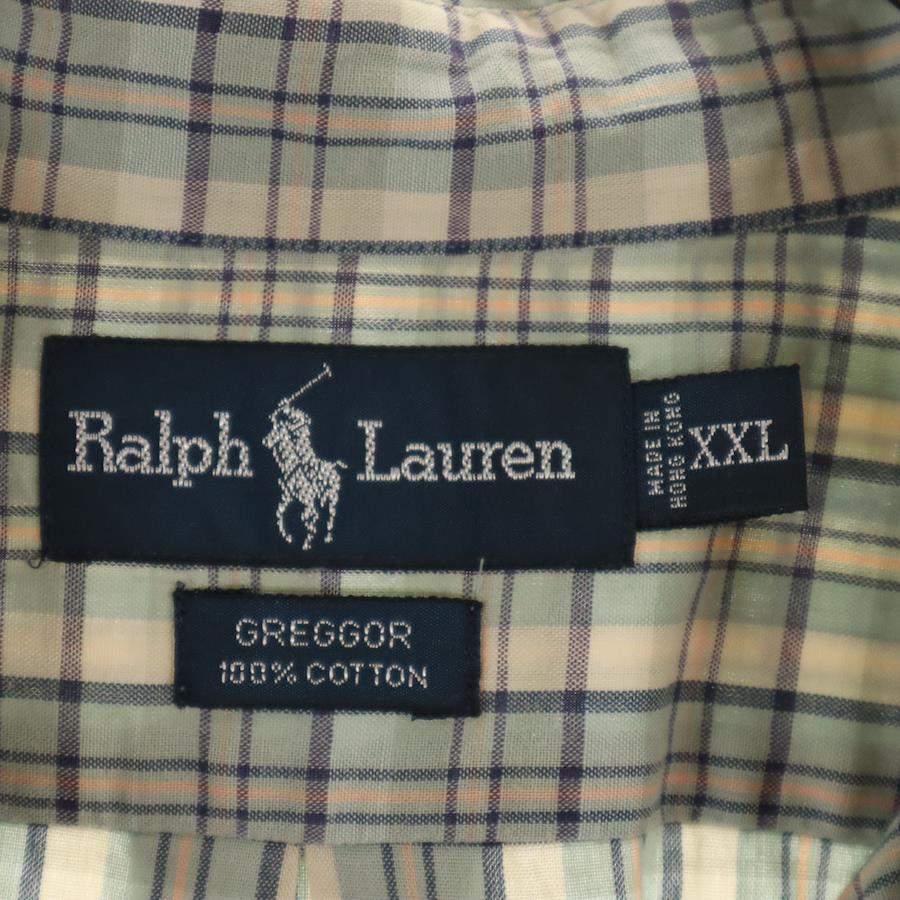 Ralph Lauren
MADE IN
HONG KONG
XXL
GREGGOR
100% COTTON